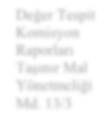 Değer Tespit
Komisyon
Raporları
Taşınır Mal
Yönetmeliği
Md. 13/3